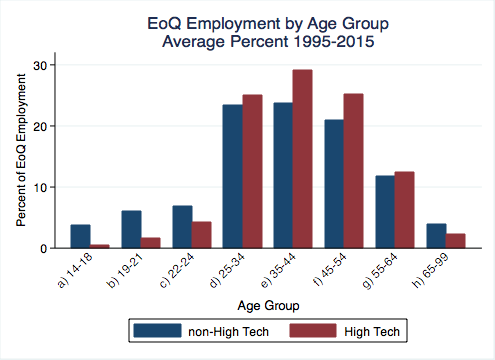 EoQ Employment by Age Group
Average Percent 1995-2015
Percent of EoQ Employment
30
20
10
0
a) 14-18
b) 19-21
c) 22-24
d) 25-34
e) 35-44
f) 45-54
g) 55-64
h) 65-99
Age Group
non-High Tech
High Tech